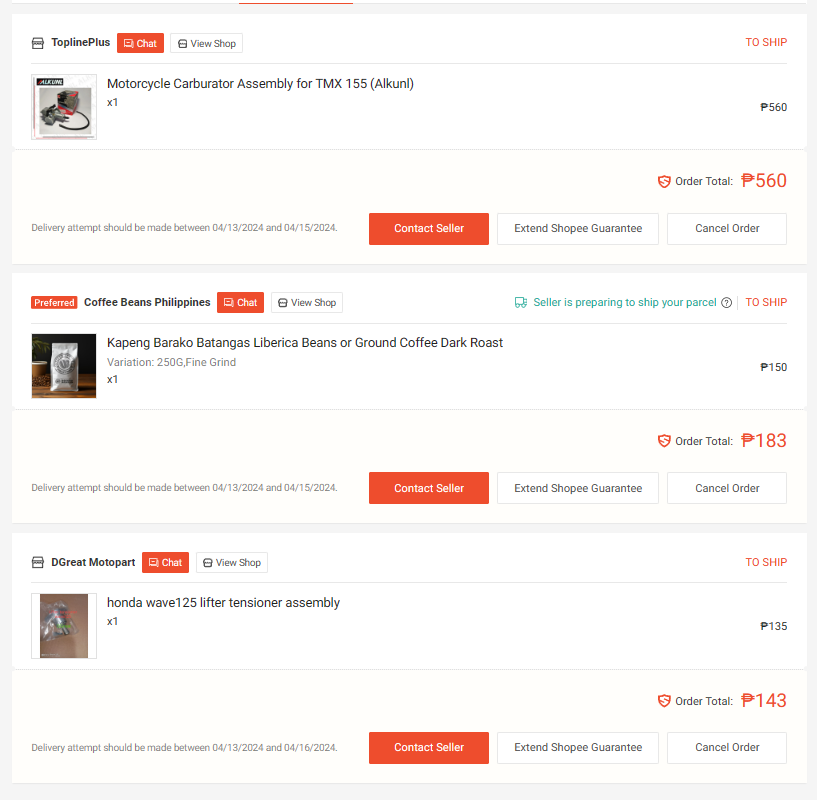 ToplinePlus Chat View Shop TO SHIP
ALKUNL
Motorcycle Carburator Assembly for TMX 155 (Alkunl)
x1
₱560
Order Total: ₱560
Delivery attempt should be made between 04/13/2024 and 04/15/2024. Contact Seller Extend Shopee Guarantee Cancel Order
Preferred Coffee Beans Philippines Chat View Shop Seller is preparing to ship your parcel ? TO SHIP
Kapeng Barako Batangas Liberica Beans or Ground Coffee Dark Roast
Variation: 250G,Fine Grind
x1
₱150
Order Total: ₱183
Delivery attempt should be made between 04/13/2024 and 04/15/2024. Contact Seller Extend Shopee Guarantee Cancel Order
DGreat Motopart Chat View Shop TO SHIP
honda wave125 lifter tensioner assembly
x1
₱135
Order Total: ₱143
Delivery attempt should be made between 04/13/2024 and 04/16/2024. Contact Seller Extend Shopee Guarantee Cancel Order